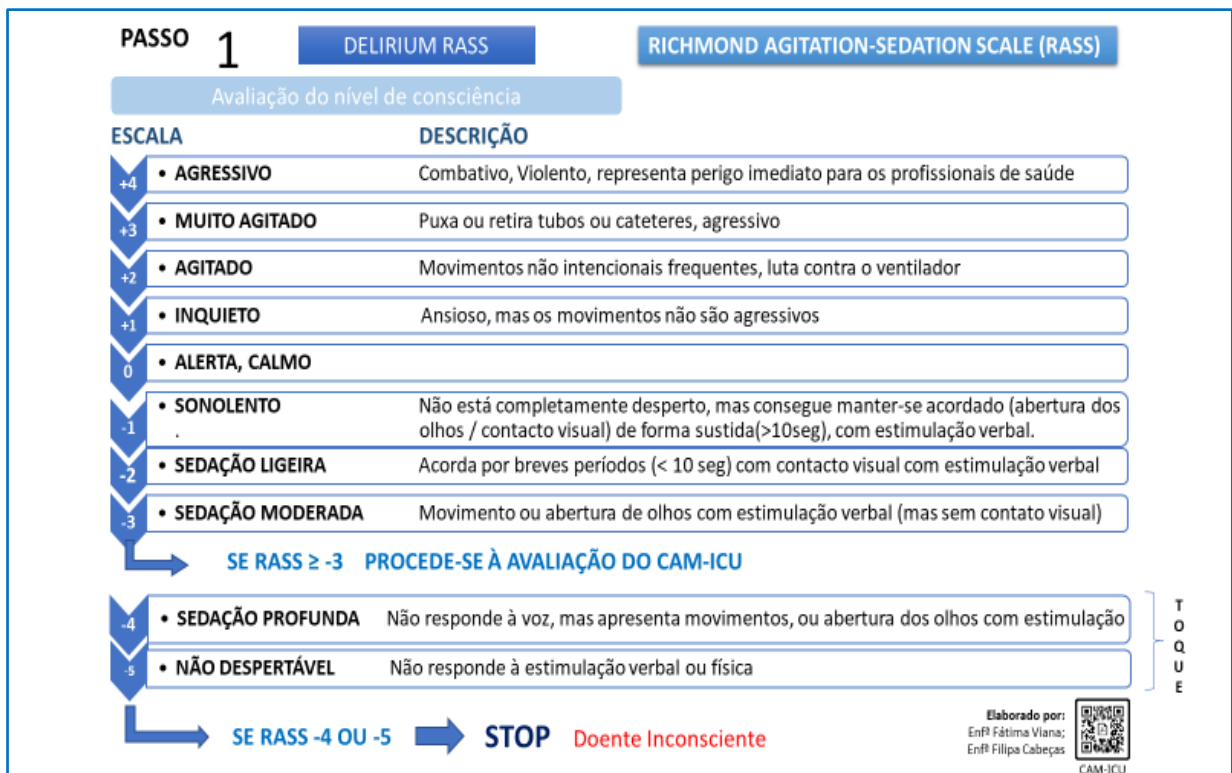 PASSO 1 DELIRIUM RASS RICHMOND AGITATION-SEDATION SCALE (RASS)
Avaliação do nível de consciência
ESCALA DESCRIÇÃO
+4 • AGRESSIVO Combativo, Violento, representa perigo imediato para os profissionais de saúde
+3 • MUITO AGITADO Puxa ou retira tubos ou cateteres, agressivo
+2 • AGITADO Movimentos não intencionais frequentes, luta contra o ventilador
+1 • INQUIETO Ansioso, mas os movimentos não são agressivos
0 • ALERTA, CALMO
-1 • SONOLENTO Não está completamente desperto, mas consegue manter-se acordado (abertura dos
. olhos / contacto visual) de forma sustida(>10seg), com estimulação verbal.
-2 • SEDAÇÃO LIGEIRA Acorda por breves períodos (< 10 seg) com contacto visual com estimulação verbal
-3 • SEDAÇÃO MODERADA Movimento ou abertura de olhos com estimulação verbal (mas sem contato visual)
SE RASS ≥ -3 PROCEDE-SE À AVALIAÇÃO DO CAM-ICU
-4 • SEDAÇÃO PROFUNDA Não responde à voz, mas apresenta movimentos, ou abertura dos olhos com estimulação
-5 • NÃO DESPERTÁVEL Não responde à estimulação verbal ou física
TOQUE
SE RASS -4 OU -5 STOP Doente Inconsciente
Elaborado por:
Enfª Fátima Viana;
Enfª Filipa Cabeças
CAM-ICU